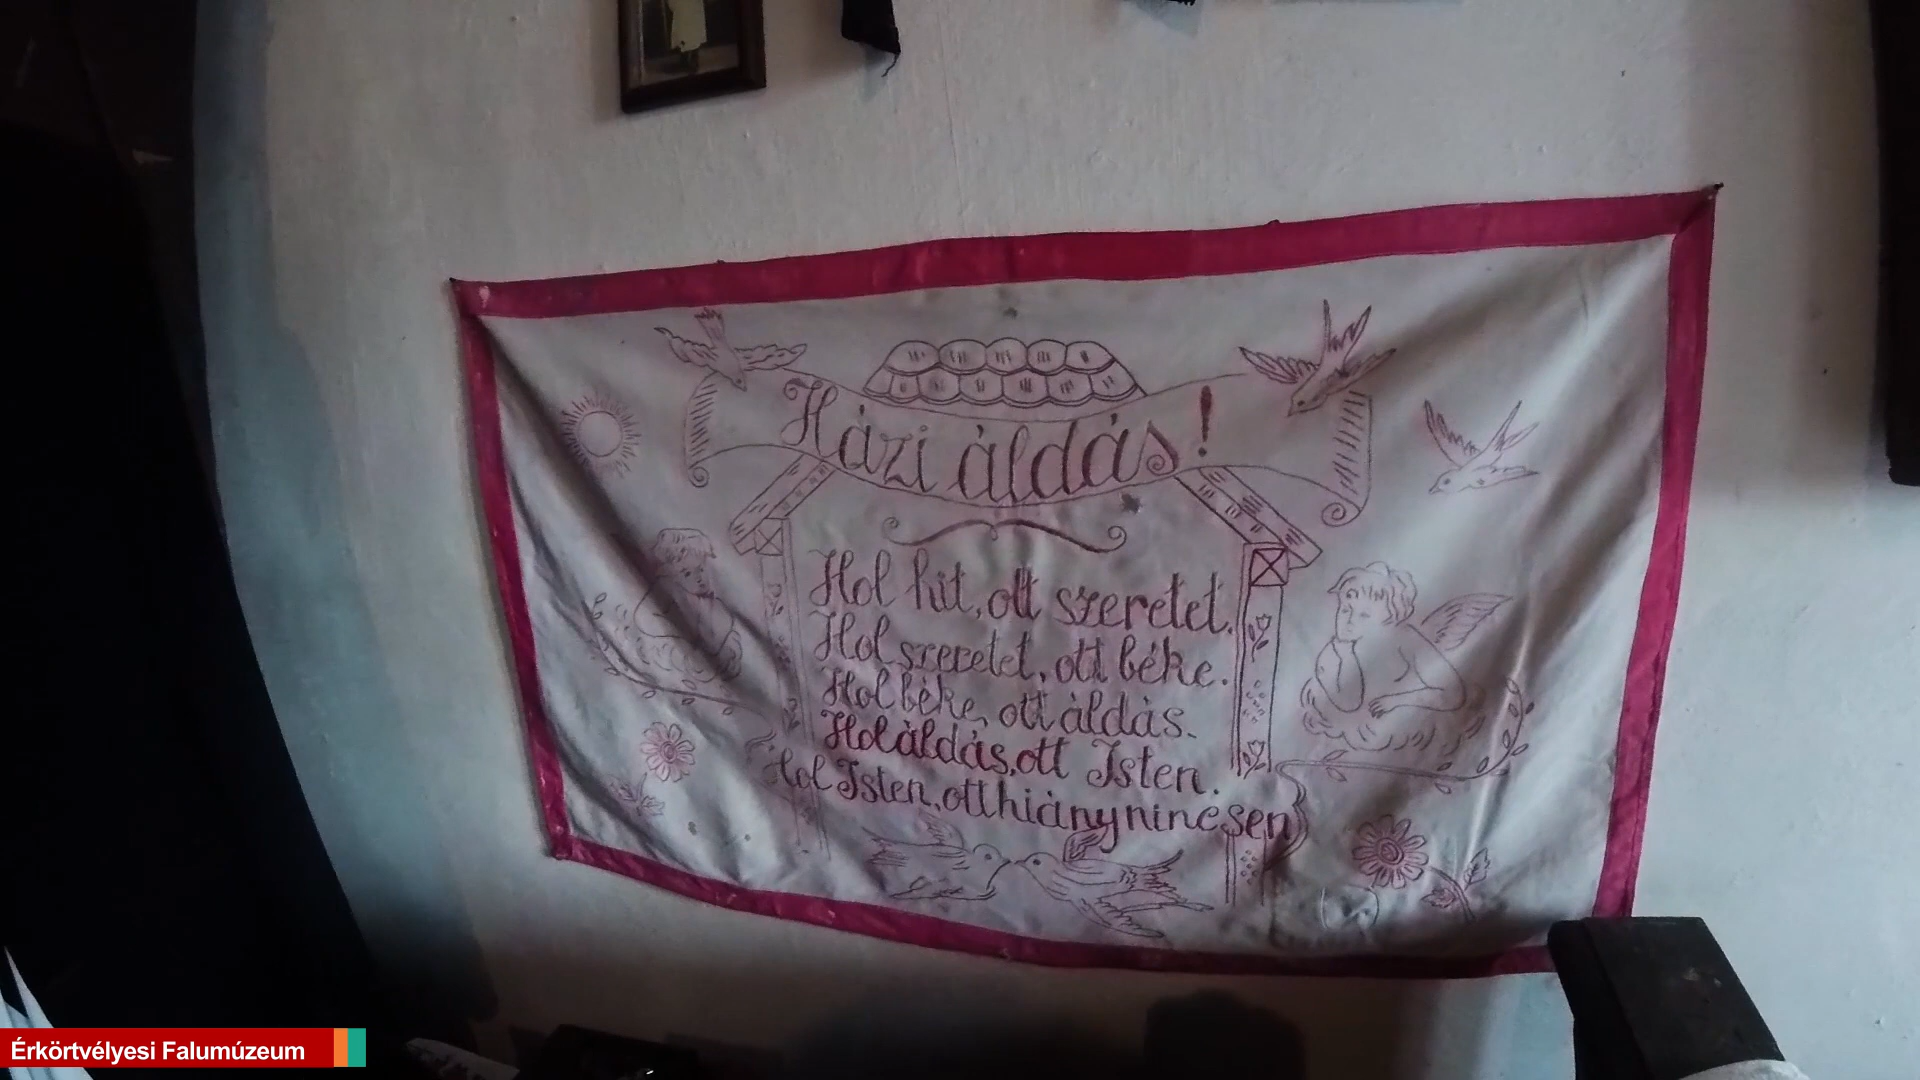 Házi áldás!
Hol hit, ott szeretet.
Hol szeretet, ott béke.
Hol béke, ott áldás.
Hol áldás, ott Isten.
Hol Isten, ott hiány nincsen
Érkörtvélyesi Falumúzeum